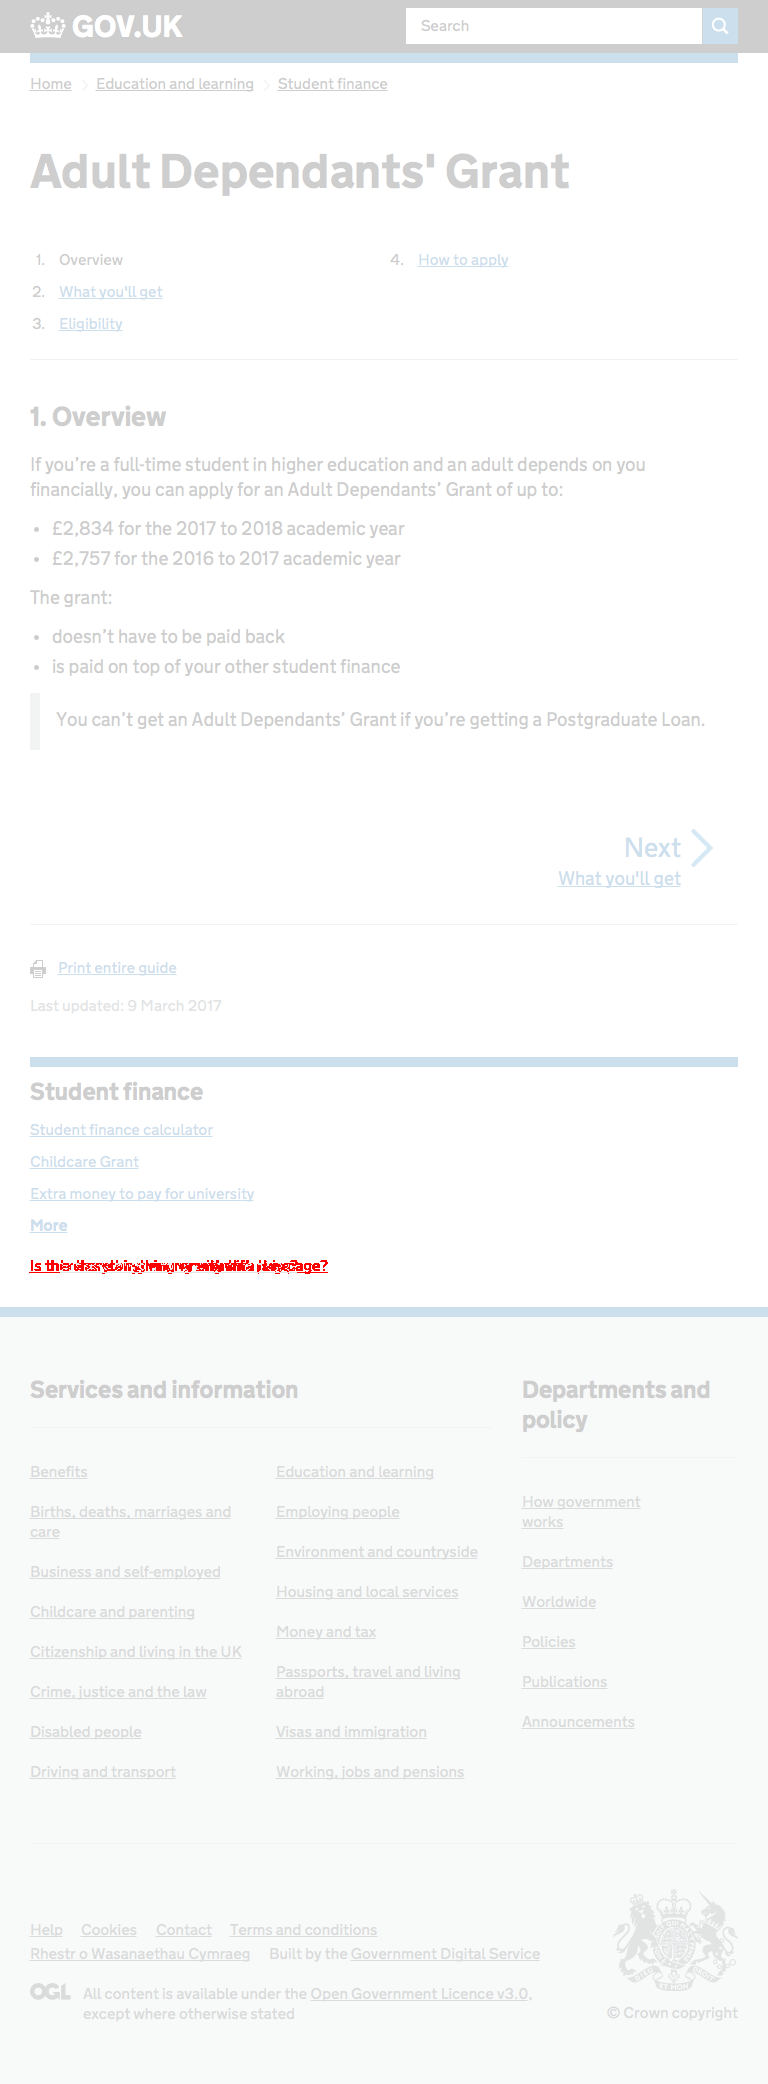 GOV.UK
Search
Home
Education and learning
Student finance
Adult Dependants' Grant
1. Overview
2. What you'll get
3. Eligibility
4. How to apply
1. Overview
If you’re a full-time student in higher education and an adult depends on you
financially, you can apply for an Adult Dependants’ Grant of up to:
• £2,834 for the 2017 to 2018 academic year
• £2,757 for the 2016 to 2017 academic year
The grant:
• doesn’t have to be paid back
• is paid on top of your other student finance
You can’t get an Adult Dependants’ Grant if you’re getting a Postgraduate Loan.
Next
What you'll get
Print entire guide
Last updated: 9 March 2017
Student finance
Student finance calculator
Childcare Grant
Extra money to pay for university
More
Services and information
Benefits
Births, deaths, marriages and
care
Business and self-employed
Childcare and parenting
Citizenship and living in the UK
Crime, justice and the law
Disabled people
Driving and transport
Education and learning
Employing people
Environment and countryside
Housing and local services
Money and tax
Passports, travel and living
abroad
Visas and immigration
Working, jobs and pensions
Departments and
policy
How government
works
Departments
Worldwide
Policies
Publications
Announcements
Help Cookies Contact Terms and conditions
Rhestr o Wasanaethau Cymraeg Built by the Government Digital Service
OGL
All content is available under the Open Government Licence v3.0,
except where otherwise stated
© Crown copyright